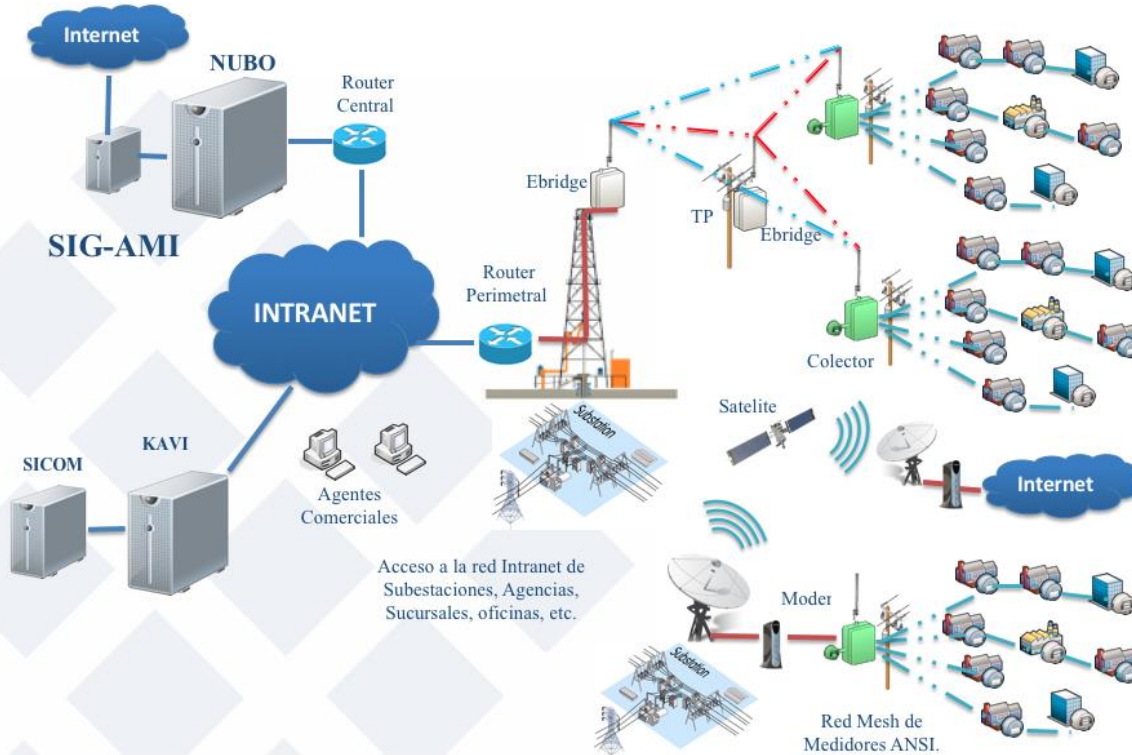 Internet
NUBO
Router
Central
SIG-AMI
Ebridge
TP
Ebridge
Router
Perimetral
INTRANET
Colector
Satelite
Substation
KAVI
SICOM
Agentes
Comerciales
Internet
Acceso a la red Intranet de
Subestaciones, Agencias,
Sucursales, oficinas, etc.
Moder
Substation
Red Mesh de
Medidores ANSI.